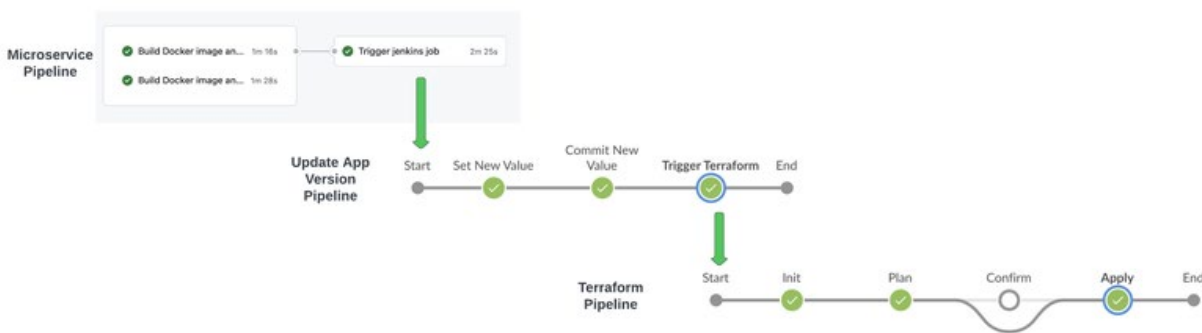 Microservice
Pipeline
Build Docker image an... 1m 16s
Trigger jenkins job 2m 25s
Build Docker image an... 1m 28s
Update App
Version
Pipeline
Start
Set New Value
Commit New
Value
Trigger Terraform
End
Terraform
Pipeline
Start
Init
Plan
Confirm
Apply
End